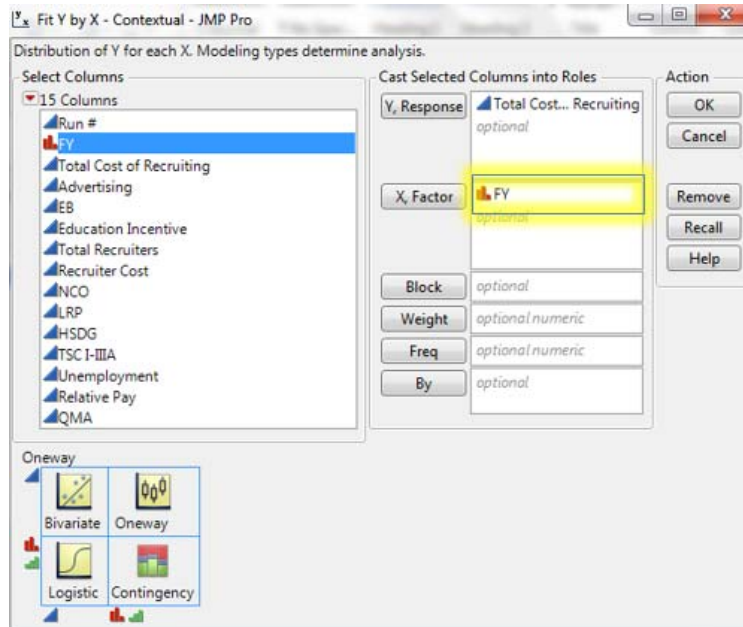 Fit Y by X - Contextual - JMP Pro
Distribution of Y for each X. Modeling types determine analysis.
Select Columns
15 Columns
Run #
FY
Total Cost of Recruiting
Advertising
EB
Education Incentive
Total Recruiters
Recruiter Cost
NCO
LRP
HSDG
TSC I-IIIA
Unemployment
Relative Pay
QMA
Cast Selected Columns into Roles
Y, Response
Total Cost... Recruiting
optional
X, Factor
FY
optional
Block
optional
Weight
optional numeric
Freq
optional numeric
By
optional
Action
OK
Cancel
Remove
Recall
Help
Oneway
Bivariate
Oneway
Logistic
Contingency